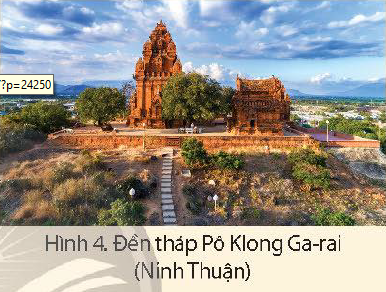 ?p=24250
Hình 4. Đền tháp Pô Klong Ga-rai
(Ninh Thuận)